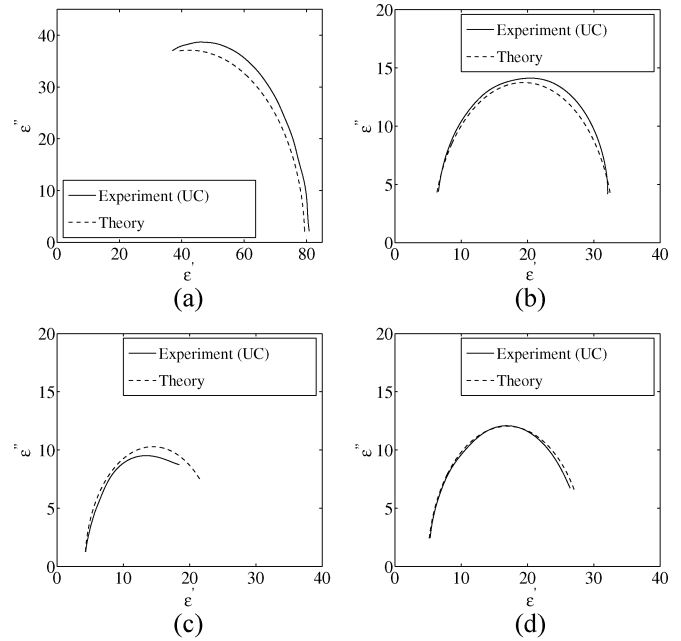 40
30
20
10
0
ε"
Experiment (UC)
Theory
0 20 40 60 80
ε'
(a)
20
15
10
5
0
ε"
Experiment (UC)
Theory
0 10 20 30 40
ε'
(b)
20
15
10
5
0
ε"
Experiment (UC)
Theory
0 10 20 30 40
ε'
(c)
20
15
10
5
0
ε"
Experiment (UC)
Theory
0 10 20 30 40
ε'
(d)